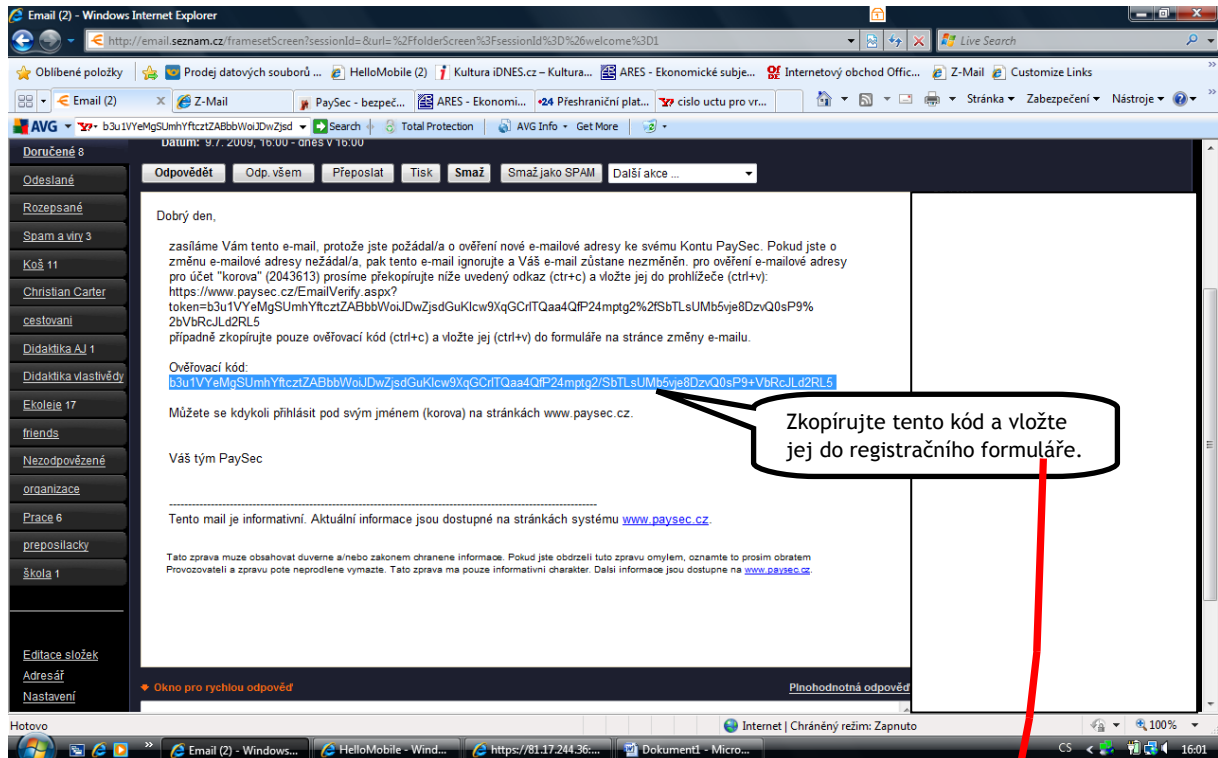 Email (2) - Windows Internet Explorer
http://email.seznam.cz/framesetScreen?sessionId=&url=%2FfolderScreen%3FsessionId%3D%26welcome%3D1
Live Search
Oblíbené položky
Prodej datových souborů ...
HelloMobile (2)
Kultura iDNES.cz – Kultura...
ARES - Ekonomické subje...
Internetový obchod Offic...
Z-Mail
Customize Links
Email (2)
Z-Mail
PaySec - bezpeč...
ARES - Ekonomi...
Přeshraniční plat...
cislo uctu pro vr...
Stránka
Zabezpečení
Nástroje
AVG
b3u1VYeMgSUmhYftcztZABbbWoiJDwZjsd
Search
Total Protection
AVG Info
Get More
Datum: 9.7. 2009, 16:00 - dnes v 16:00
Odpovědět
Odp. všem
Přeposlat
Tisk
Smaž
Smaž jako SPAM
Další akce ...
Doručené 8
Odeslané
Rozepsané
Spam a viry 3
Koš 11
Christian Carter
cestovani
Didaktika AJ 1
Didaktika vlastivědy
Ekoleje 17
friends
Nezodpovězené
organizace
Prace 6
preposilacky
škola 1
Editace složek
Adresář
Nastavení
Dobrý den,
zasíláme Vám tento e-mail, protože jste požádal/a o ověření nové e-mailové adresy ke svému Kontu PaySec. Pokud jste o
změnu e-mailové adresy nežádal/a, pak tento e-mail ignorujte a Váš e-mail zůstane nezměněn. pro ověření e-mailové adresy
pro účet "korova" (2043613) prosíme překopírujte níže uvedený odkaz (ctr+c) a vložte jej do prohlížeče (ctrl+v):
https://www.paysec.cz/EmailVerify.aspx?
token=b3u1VYeMgSUmhYftcztZABbbWoiJDwZjsdGuKlcw9XqGCrlTQaa4QfP24mptg2%2fSbTLsUMb5vje8DzvQ0sP9%
2bVbRcJLd2RL5
případně zkopírujte pouze ověřovací kód (ctrl+c) a vložte jej (ctrl+v) do formuláře na stránce změny e-mailu.
Ověřovací kód:
b3u1VYeMgSUmhYftcztZABbbWoiJDwZjsdGuKlcw9XqGCrlTQaa4QfP24mptg2/SbTLsUMb5vje8DzvQ0sP9+VbRcJLd2RL5
Můžete se kdykoli přihlásit pod svým jménem (korova) na stránkách www.paysec.cz.
Zkopírujte tento kód a vložte
jej do registračního formuláře.
Váš tým PaySec
Tento mail je informativní. Aktuální informace jsou dostupné na stránkách systému www.paysec.cz.
Tato zprava muze obsahovat duverne a/nebo zakonem chranene informace. Pokud jste obdrzeli tuto zpravu omylem, oznamte to prosim obratem
Provozovateli a zpravu pote neprodlene vymazte. Tato zprava ma pouze informativni charakter. Dalsi informace jsou dostupne na www.paysec.cz.
Okno pro rychlou odpověď
Plnohodnotná odpověď
Hotovo
Internet | Chráněný režim: Zapnuto
100%
Email (2) - Windows...
HelloMobile - Wind...
https://81.17.244.36:...
Dokument1 - Micro...
CS
16:01